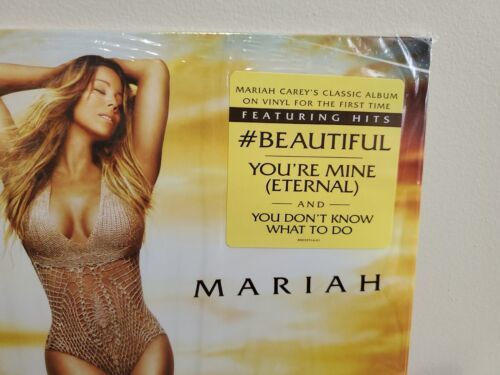 MARIAH CAREY'S CLASSIC ALBUM
ON VINYL FOR THE FIRST TIME
FEATURING HITS
#BEAUTIFUL
YOU'RE MINE
(ETERNAL)
AND
YOU DON'T KNOW
WHAT TO DO
MARIAH